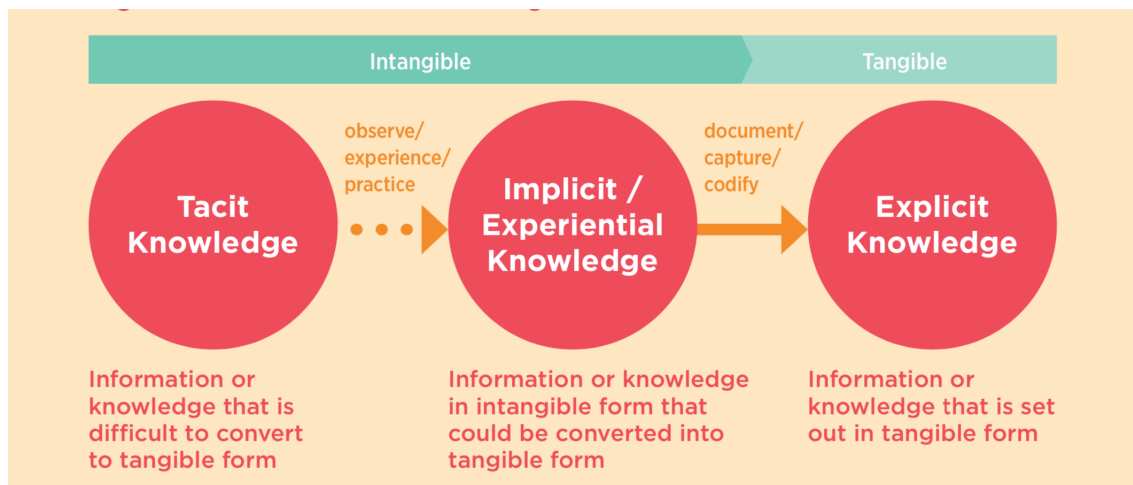 Intangible
Tangible
observe/
experience/
practice
document/
capture/
codify
Tacit
Knowledge
Implicit /
Experiential
Knowledge
Explicit
Knowledge
Information or
knowledge that is
difficult to convert
to tangible form
Information or knowledge
in intangible form that
could be converted into
tangible form
Information or
knowledge that is set
out in tangible form